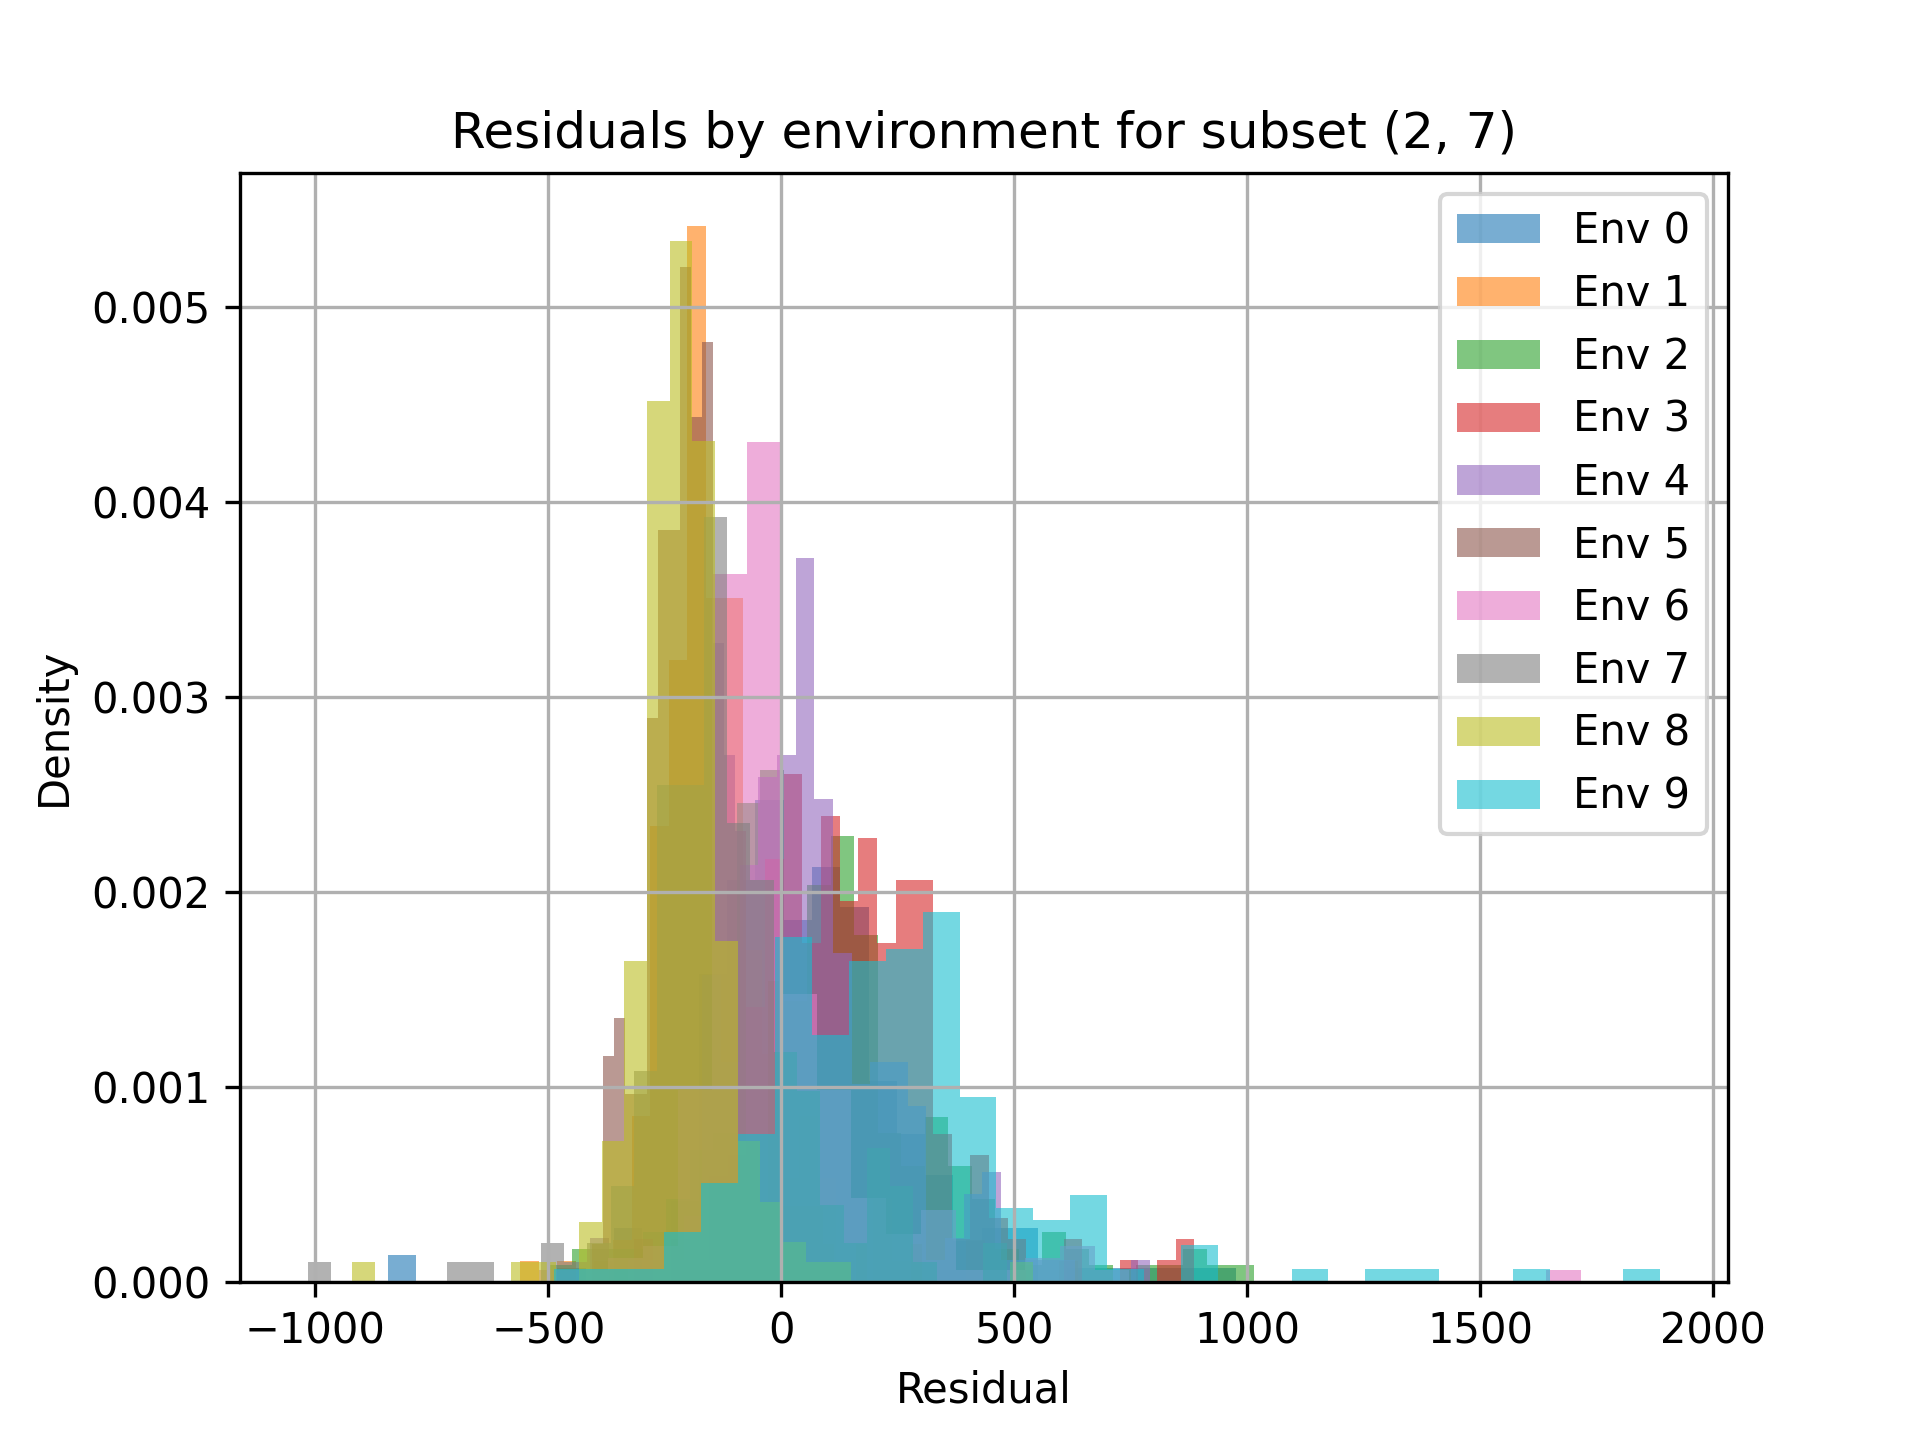 Residuals by environment for subset (2, 7)
Env 0
Env 1
Env 2
Env 3
Env 4
Env 5
Env 6
Env 7
Env 8
Env 9
Density
0.005
0.004
0.003
0.002
0.001
0.000
−1000 −500 0 500 1000 1500 2000
Residual